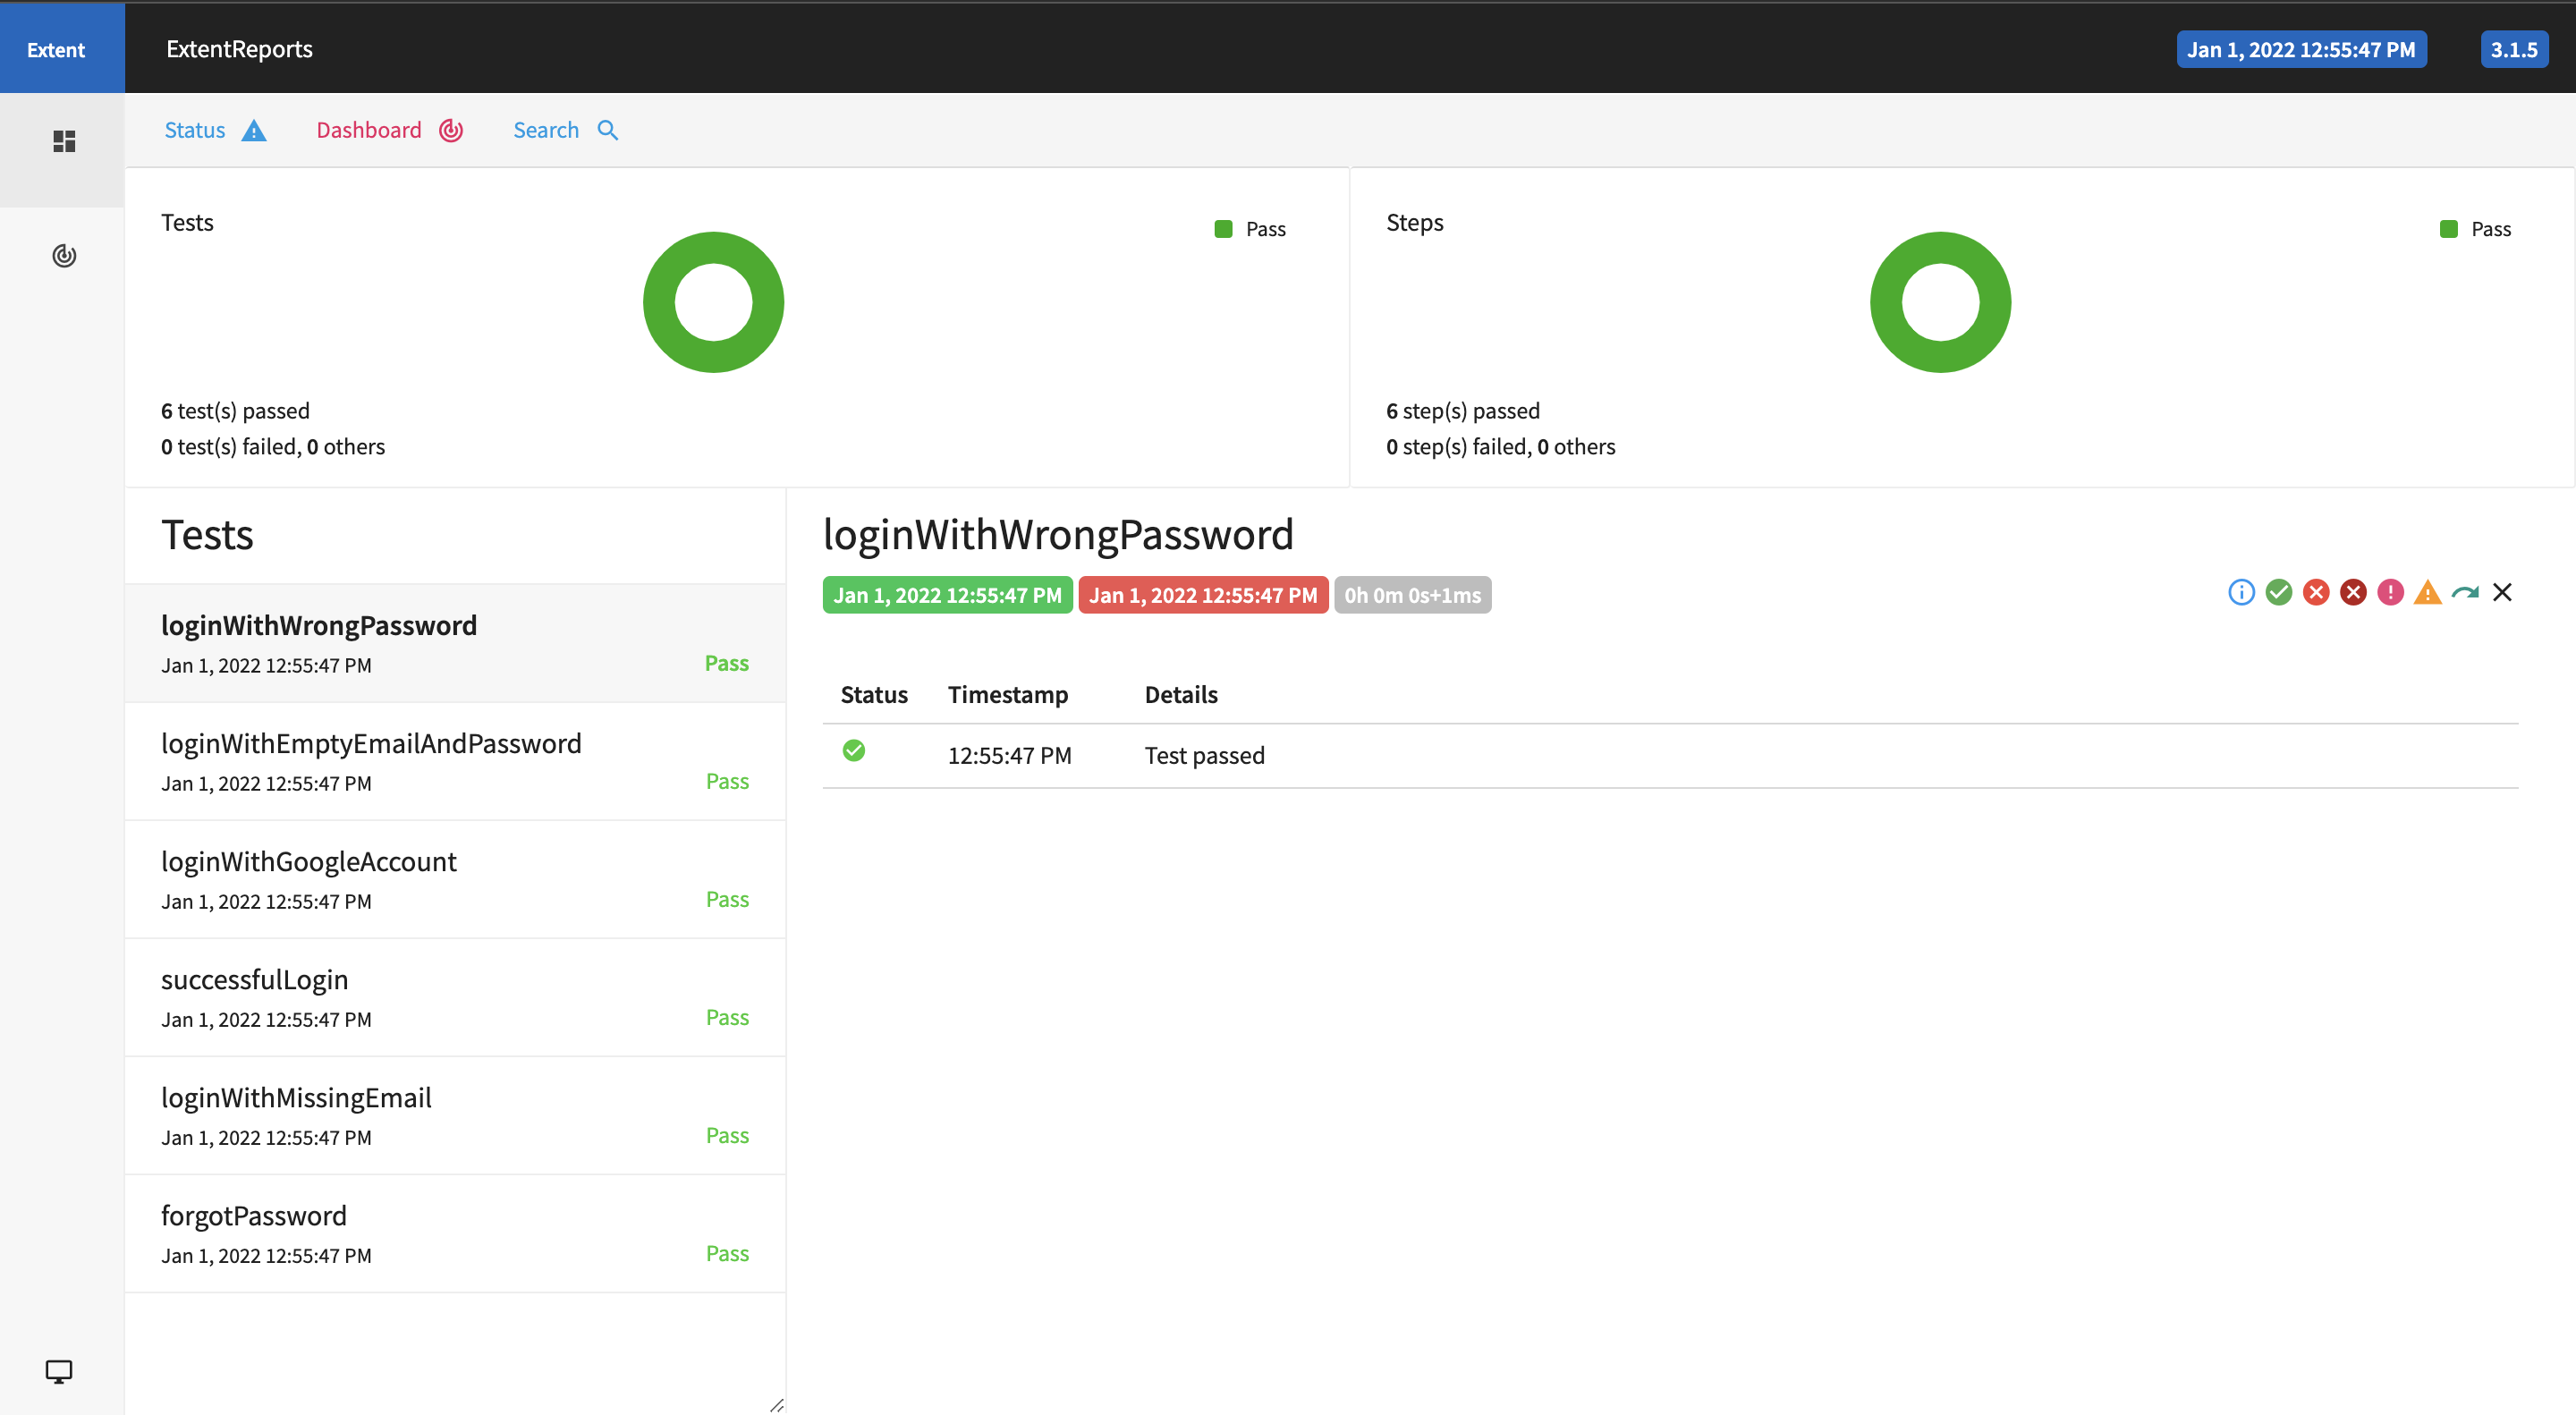 Extent
ExtentReports
Jan 1, 2022 12:55:47 PM
3.1.5
Status
Dashboard
Search
Tests
Pass
6 test(s) passed
0 test(s) failed, 0 others
Steps
Pass
6 step(s) passed
0 step(s) failed, 0 others
Tests
loginWithWrongPassword
Jan 1, 2022 12:55:47 PM
Pass
loginWithEmptyEmailAndPassword
Jan 1, 2022 12:55:47 PM
Pass
loginWithGoogleAccount
Jan 1, 2022 12:55:47 PM
Pass
successfulLogin
Jan 1, 2022 12:55:47 PM
Pass
loginWithMissingEmail
Jan 1, 2022 12:55:47 PM
Pass
forgotPassword
Jan 1, 2022 12:55:47 PM
Pass
loginWithWrongPassword
Jan 1, 2022 12:55:47 PM Jan 1, 2022 12:55:47 PM 0h 0m 0s+1ms
Status Timestamp Details
12:55:47 PM Test passed